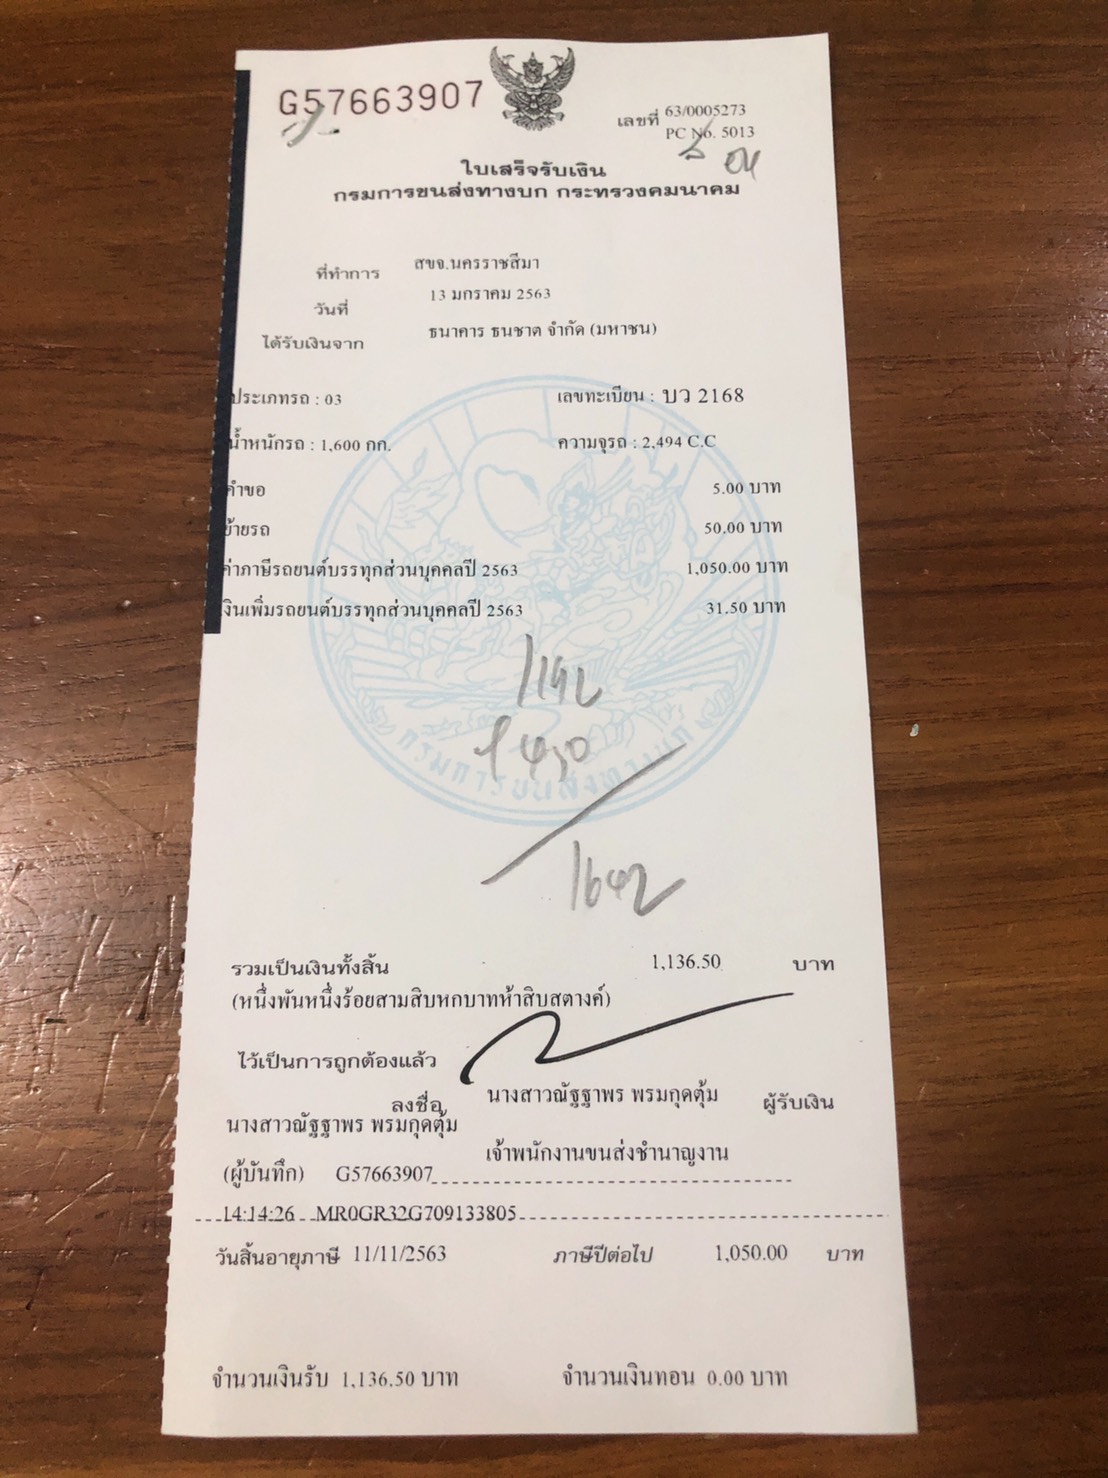 G57663907
เลขที่ 63/0005273
PC No. 5013
ใบเสร็จรับเงิน
กรมการขนส่งทางบก กระทรวงคมนาคม
ที่ทำการ สขจ.นครราชสีมา
วันที่ 13 มกราคม 2563
ได้รับเงินจาก ธนาคาร ธนชาต จำกัด (มหาชน)
ประเภทรถ : 03 เลขทะเบียน : บว 2168
น้ำหนักรถ : 1,600 กก. ความจุรถ : 2,494 C.C
คำขอ 5.00 บาท
ย้ายรถ 50.00 บาท
ค่าภาษีรถยนต์บรรทุกส่วนบุคคลปี 2563 1,050.00 บาท
เงินเพิ่มรถยนต์บรรทุกส่วนบุคคลปี 2563 31.50 บาท
กรมการขนส่งทางบก
1642
รวมเป็นเงินทั้งสิ้น 1,136.50 บาท
(หนึ่งพันหนึ่งร้อยสามสิบหกบาทห้าสิบสตางค์)
ไว้เป็นการถูกต้องแล้ว
ลงชื่อ นางสาวณัฐฐาพร พรมกุดตุ้ม ผู้รับเงิน
นางสาวณัฐฐาพร พรมกุดตุ้ม
เจ้าพนักงานขนส่งชำนาญงาน
(ผู้บันทึก) G57663907
14:14:26 MR0GR32G709133805
วันสิ้นอายุภาษี 11/11/2563 ภาษีปีต่อไป 1,050.00 บาท
จำนวนเงินรับ 1,136.50 บาท จำนวนเงินทอน 0.00 บาท